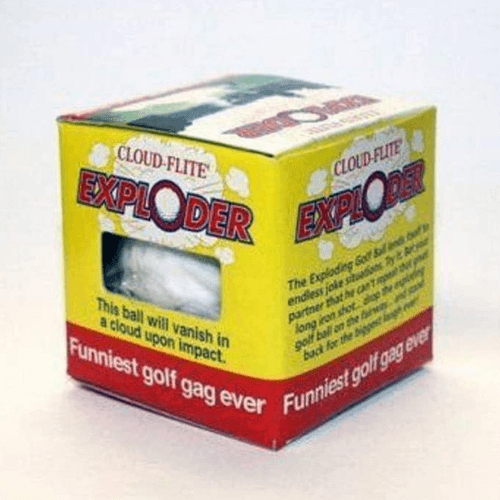 EXPLODER
CLOUD-FLITE
EXPLODER
This ball will vanish in
a cloud upon impact.
Funniest golf gag ever
CLOUD-FLITE
EXPLODER
The Exploding Golf Ball lends itself to
endless joke situations. Try it. Bet your
partner that he can't repeat that great
long iron shot... drop the exploding
golf ball on the fairway... and stand
back for the biggest laugh ever!
Funniest golf gag ever